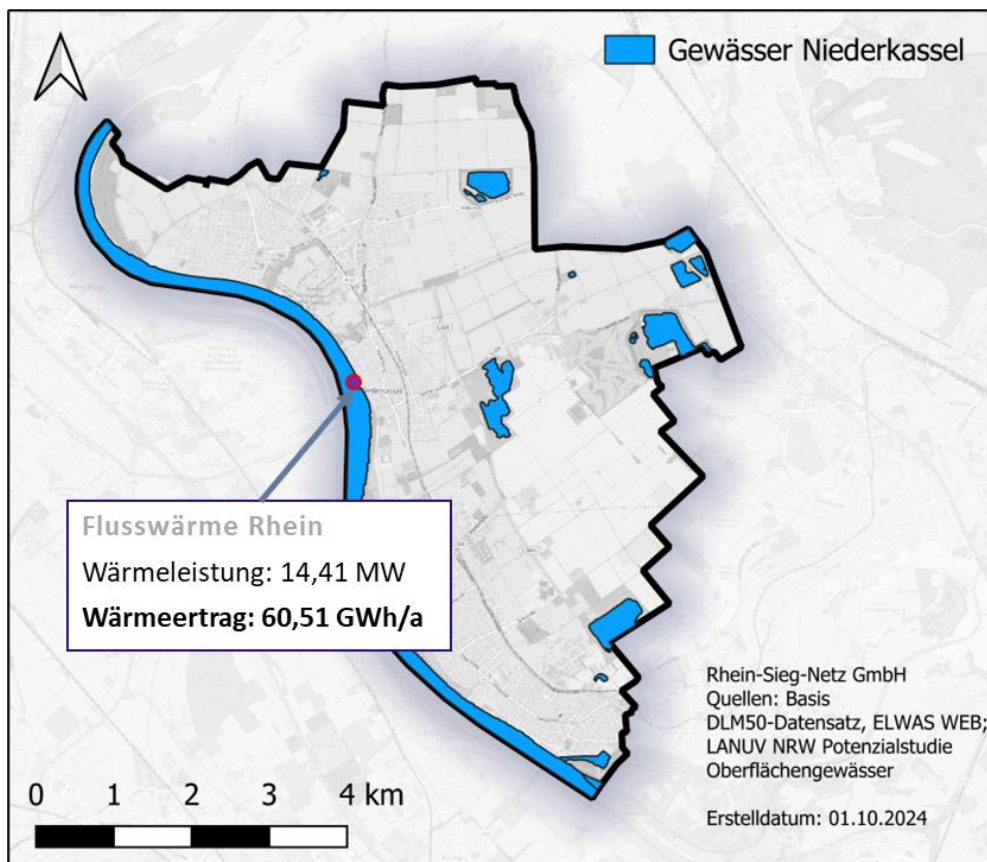 Gewässer Niederkassel
Flusswärme Rhein
Wärmeleistung: 14,41 MW
Wärmeertrag: 60,51 GWh/a
Rhein-Sieg-Netz GmbH
Quellen: Basis
DLM50-Datensatz, ELWAS WEB;
LANUV NRW Potenzialstudie
Oberflächengewässer
Erstelldatum: 01.10.2024
0 1 2 3 4 km